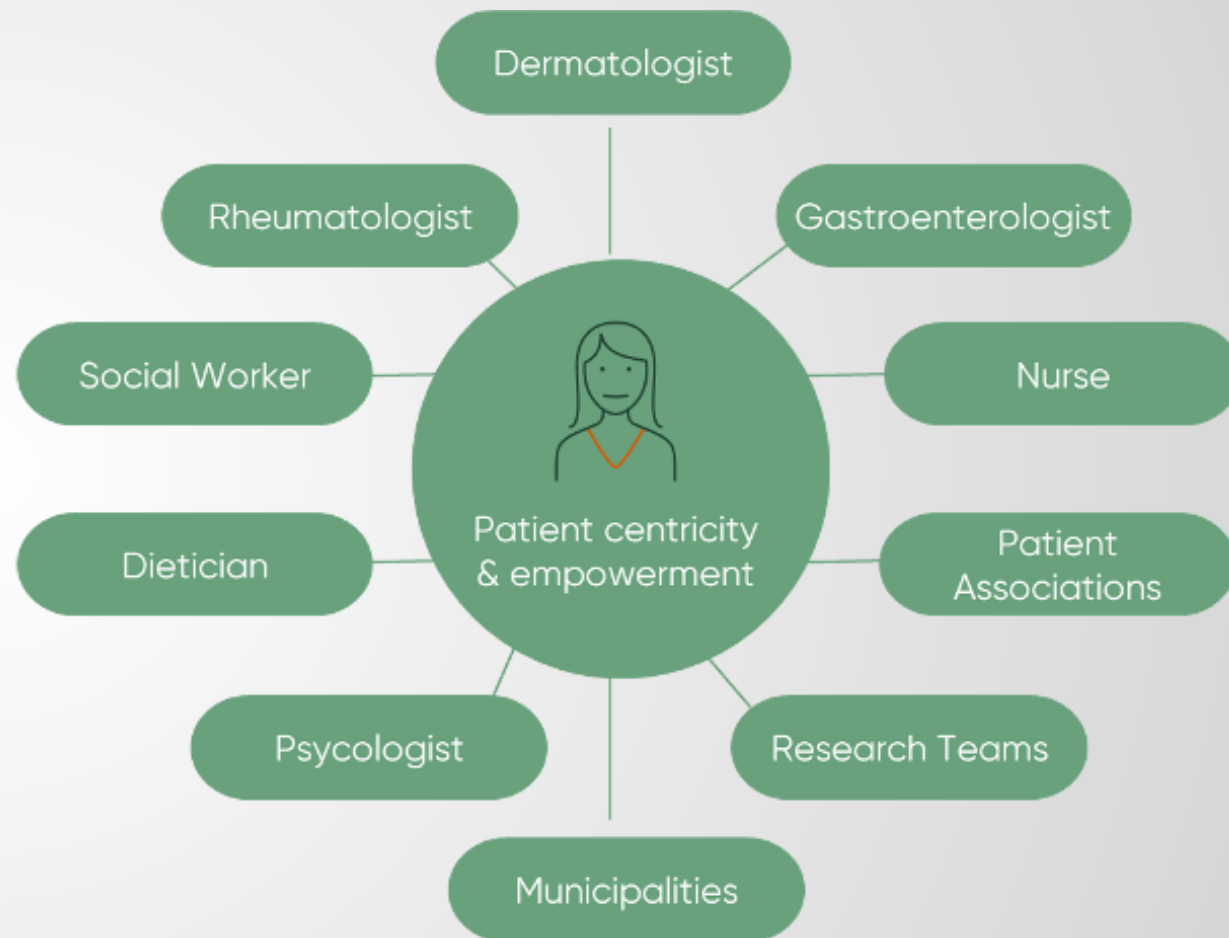 Dermatologist
Rheumatologist
Gastroenterologist
Social Worker
Nurse
Patient centricity
& empowerment
Dietician
Patient
Associations
Psycologist
Research Teams
Municipalities